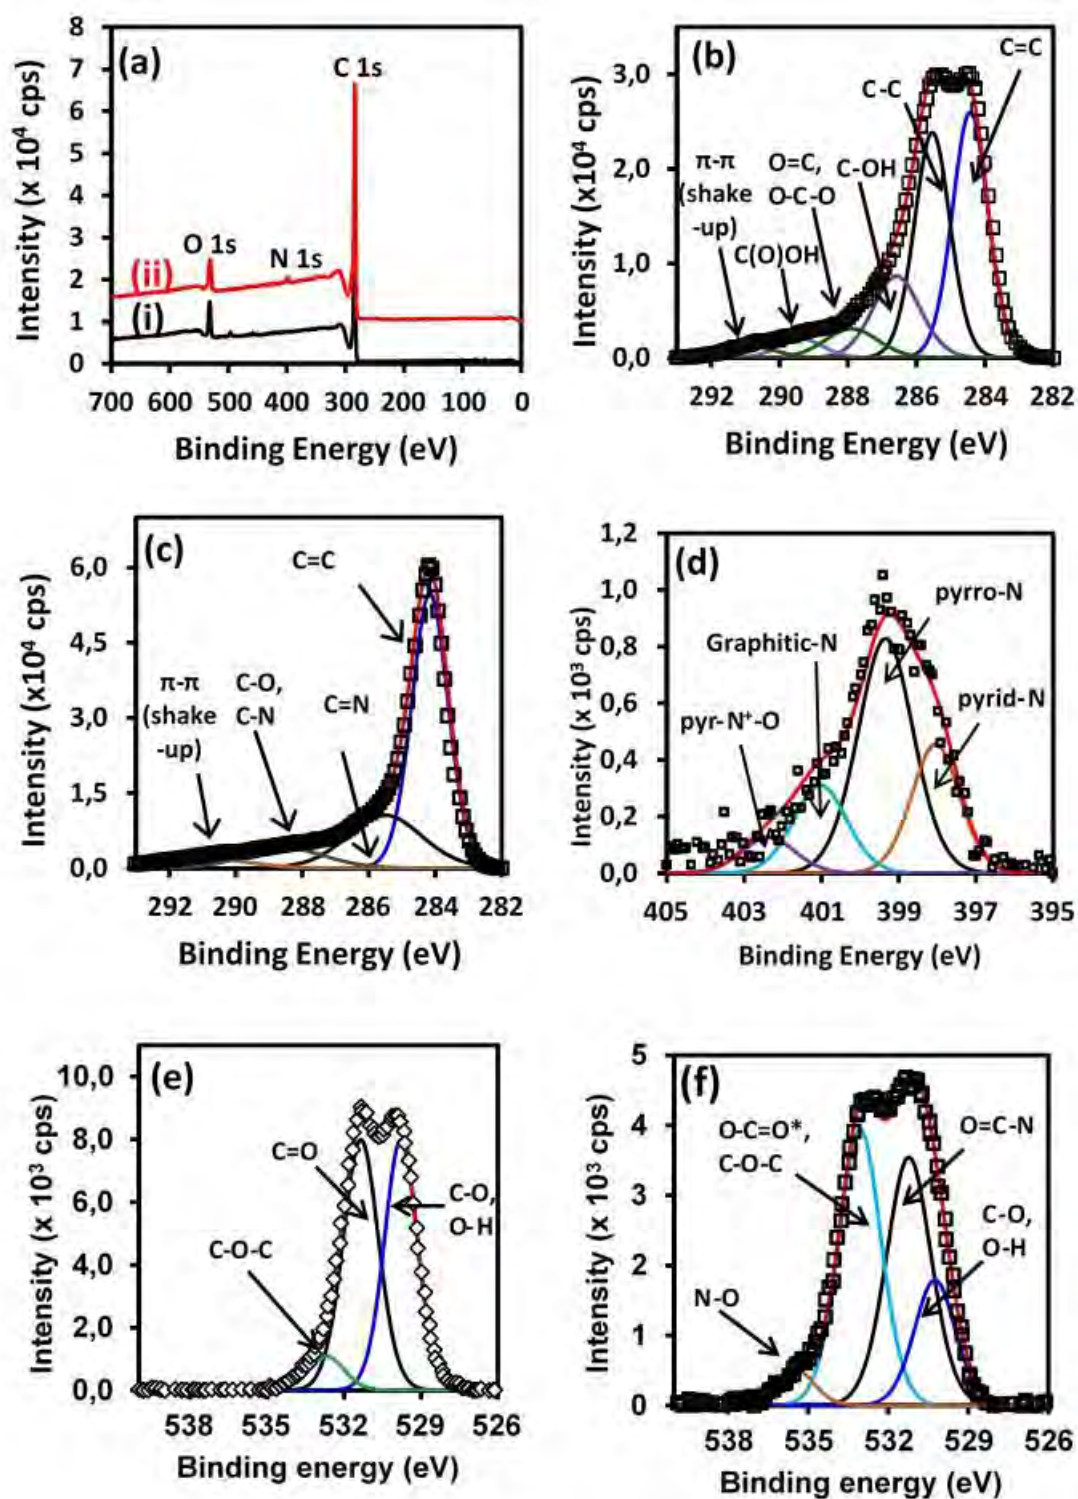 (a)
Intensity (x 10⁴ cps)
8
7
6
5
4
3
2
1
0
C 1s
O 1s
N 1s
(ii)
(i)
700 600 500 400 300 200 100 0
Binding Energy (eV)
(b)
Intensity (x10⁴ cps)
3,0
2,0
1,0
0,0
C=C
C-C
π-π
(shake
-up)
O=C,
O-C-O
C-OH
C(O)OH
292 290 288 286 284 282
Binding Energy (eV)
(c)
Intensity (x10⁴ cps)
6,0
4,5
3,0
1,5
0,0
C=C
π-π
(shake
-up)
C-O,
C-N
C=N
292 290 288 286 284 282
Binding Energy (eV)
(d)
Intensity (x 10³ cps)
1,2
1,0
0,8
0,6
0,4
0,2
0,0
pyrro-N
Graphitic-N
pyrid-N
pyr-N⁺-O
405 403 401 399 397 395
Binding Energy (eV)
(e)
Intensity (x 10³ cps)
10,0
8,0
6,0
4,0
2,0
0,0
C=O
C-O,
O-H
C-O-C
538 535 532 529 526
Binding energy (eV)
(f)
Intensity (x 10³ cps)
5
4
3
2
1
0
O-C=O*,
C-O-C
O=C-N
C-O,
O-H
N-O
538 535 532 529 526
Binding energy (eV)